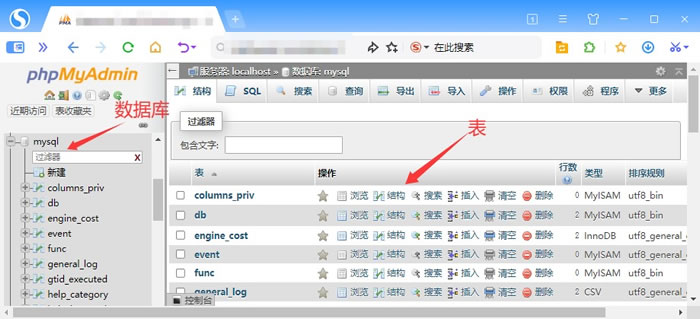 PMA
1
在此搜索
phpMyAdmin
近期访问 表收藏夹
数据库
mysql
过滤器 X
新建
columns_priv
db
engine_cost
event
func
general_log
gtid_executed
help_category
服务器: localhost » 数据库: mysql
结构 SQL 搜索 查询 导出 导入 操作 权限 程序 更多
过滤器
表
包含文字:
表 操作 行数 类型 排序规则
columns_priv 浏览 结构 搜索 插入 清空 删除 0 MyISAM utf8_bin
db 浏览 结构 搜索 插入 清空 删除 2 MyISAM utf8_bin
engine_cost 浏览 结构 搜索 插入 清空 删除 2 InnoDB utf8_general_
event 浏览 结构 搜索 插入 清空 删除 0 MyISAM utf8_general_
func 浏览 结构 搜索 插入 清空 删除 0 MyISAM utf8_bin
general_log 浏览 结构 搜索 插入 清空 删除 2 CSV utf8_general_
控制台